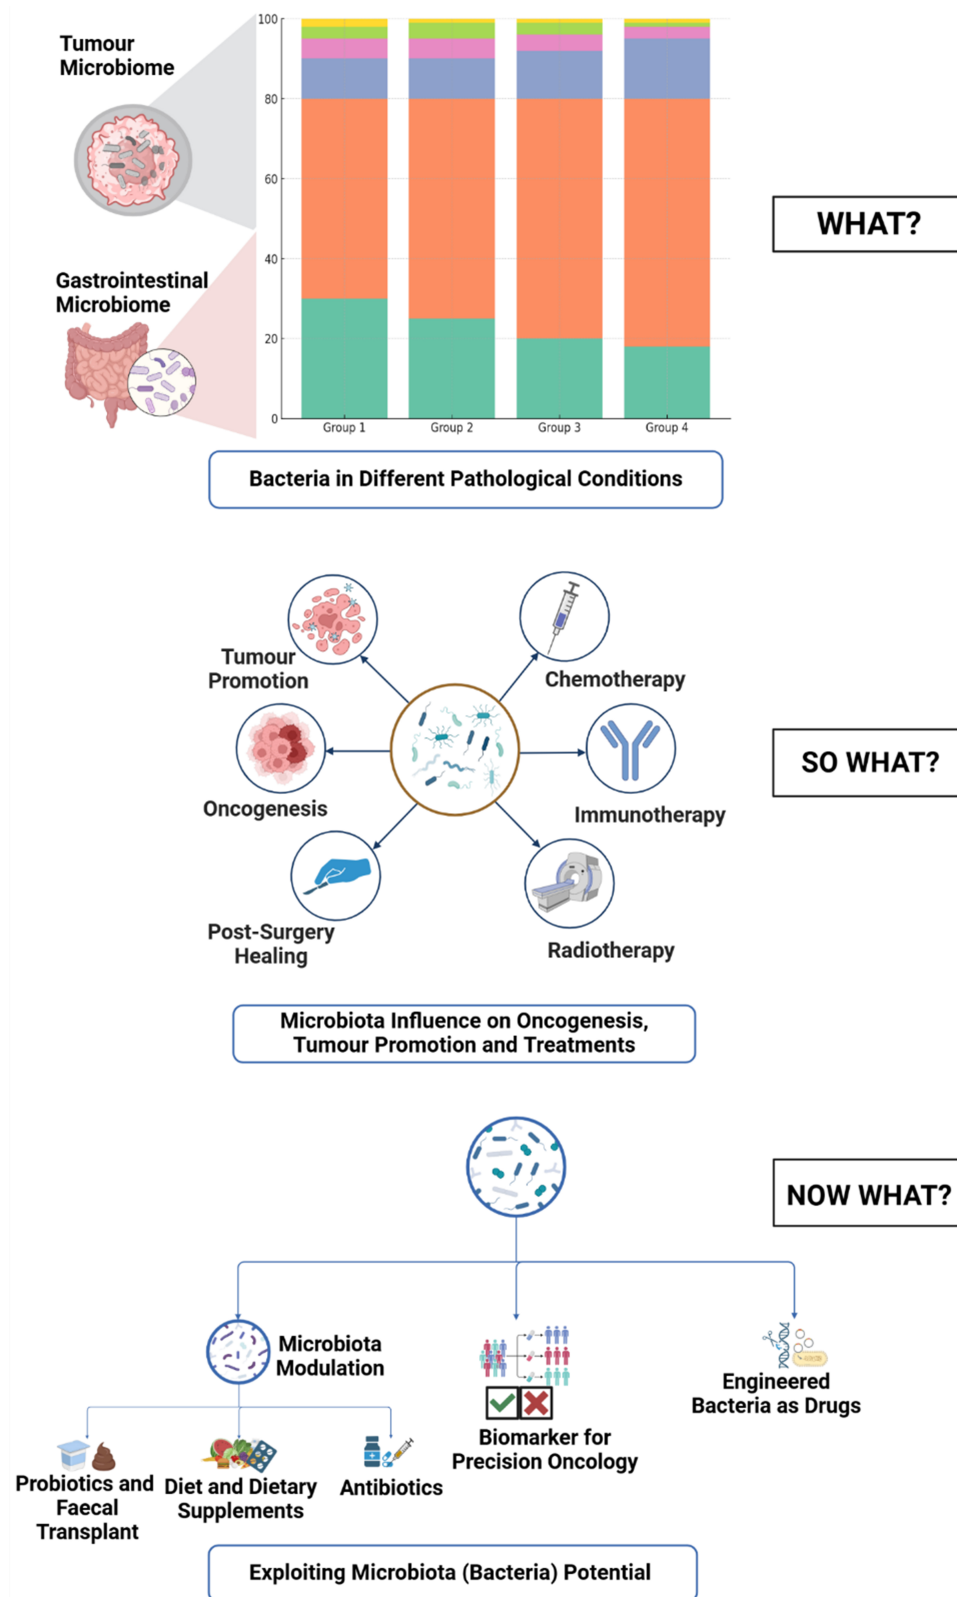 Tumour
Microbiome
Gastrointestinal
Microbiome
100
80
60
40
20
0
Group 1
Group 2
Group 3
Group 4
WHAT?
Bacteria in Different Pathological Conditions
Tumour
Promotion
Chemotherapy
Oncogenesis
Immunotherapy
SO WHAT?
Post-Surgery
Healing
Radiotherapy
Microbiota Influence on Oncogenesis,
Tumour Promotion and Treatments
NOW WHAT?
Microbiota
Modulation
Engineered
Bacteria as Drugs
Biomarker for
Precision Oncology
Probiotics and
Faecal
Transplant
Diet and Dietary
Supplements
Antibiotics
Exploiting Microbiota (Bacteria) Potential